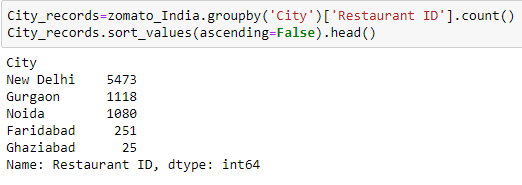 City_records=zomato_India.groupby('City')['Restaurant ID'].count()
City_records.sort_values(ascending=False).head()
City
New Delhi    5473
Gurgaon      1118
Noida        1080
Faridabad     251
Ghaziabad      25
Name: Restaurant ID, dtype: int64